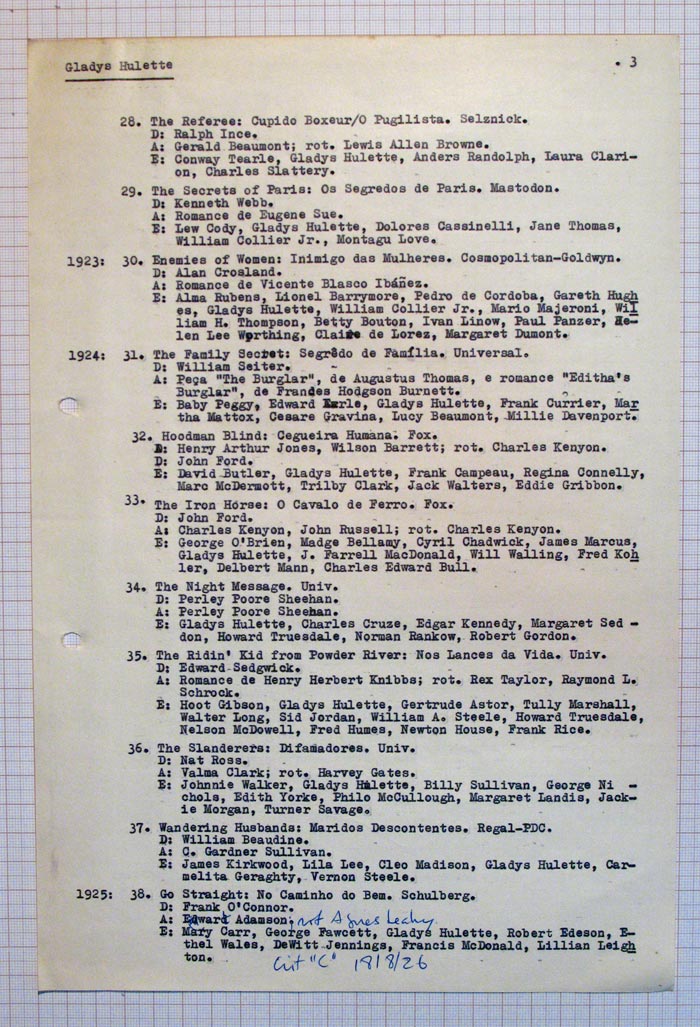 Gladys Hulette . 3
28. The Referee: Cupido Boxeur/O Pugilista. Selznick.
D: Ralph Ince.
A: Gerald Beaumont; rot. Lewis Allen Browne.
E: Conway Tearle, Gladys Hulette, Anders Randolph, Laura Clari-
on, Charles Slattery.
29. The Secrets of Paris: Os Segredos de Paris. Mastodon.
D: Kenneth Webb.
A: Romance de Eugene Sue.
E: Lew Cody, Gladys Hulette, Dolores Cassinelli, Jane Thomas,
William Collier Jr., Montagu Love.
1923: 30. Enemies of Women: Inimigo das Mulheres. Cosmopolitan-Goldwyn.
D: Alan Crosland.
A: Romance de Vicente Blasco Ibáñez.
E: Alma Rubens, Lionel Barrymore, Pedro de Cordoba, Gareth Hugh
es, Gladys Hulette, William Collier Jr., Mario Majeroni, Wil
liam H. Thompson, Betty Bouton, Ivan Linow, Paul Panzer, He-
len Lee Worthing, Claire de Lorez, Margaret Dumont.
1924: 31. The Family Secret: Segrêdo de Família. Universal.
D: William Seiter.
A: Peça "The Burglar", de Augustus Thomas, e romance "Editha's
Burglar", de Frances Hodgson Burnett.
E: Baby Peggy, Edward Earle, Gladys Hulette, Frank Currier, Mar
tha Mattox, Cesare Gravina, Lucy Beaumont, Millie Davenport.
32. Hoodman Blind: Cegueira Humana. Fox.
D: Henry Arthur Jones, Wilson Barrett; rot. Charles Kenyon.
D: John Ford.
E: David Butler, Gladys Hulette, Frank Campeau, Regina Connelly,
Marc McDermott, Trilby Clark, Jack Walters, Eddie Gribbon.
33. The Iron Horse: O Cavalo de Ferro. Fox.
D: John Ford.
A: Charles Kenyon, John Russell; rot. Charles Kenyon.
E: George O'Brien, Madge Bellamy, Cyril Chadwick, James Marcus,
Gladys Hulette, J. Farrell MacDonald, Will Walling, Fred Koh
ler, Delbert Mann, Charles Edward Bull.
34. The Night Message. Univ.
D: Perley Poore Sheehan.
A: Perley Poore Sheehan.
E: Gladys Hulette, Charles Cruze, Edgar Kennedy, Margaret Sed -
don, Howard Truesdale, Norman Rankow, Robert Gordon.
35. The Ridin' Kid from Powder River: Nos Lances da Vida. Univ.
D: Edward Sedgwick.
A: Romance de Henry Herbert Knibbs; rot. Rex Taylor, Raymond L.
Schrock.
E: Hoot Gibson, Gladys Hulette, Gertrude Astor, Tully Marshall,
Walter Long, Sid Jordan, William A. Steele, Howard Truesdale,
Nelson McDowell, Fred Humes, Newton House, Frank Rice.
36. The Slanderers: Difamadores. Univ.
D: Nat Ross.
A: Valma Clark; rot. Harvey Gates.
E: Johnnie Walker, Gladys Hulette, Billy Sullivan, George Ni -
chols, Edith Yorke, Philo McCullough, Margaret Landis, Jack-
ie Morgan, Turner Savage.
37. Wandering Husbands: Maridos Descontentes. Regal-PDC.
D: William Beaudine.
A: C. Gardner Sullivan.
E: James Kirkwood, Lila Lee, Cleo Madison, Gladys Hulette, Car-
melita Geraghty, Vernon Steele.
1925: 38. Go Straight: No Caminho do Bem. Schulberg.
D: Frank O'Connor.
A: Edward Adamson; rot Agnes Leahy
E: Mary Carr, George Fawcett, Gladys Hulette, Robert Edeson, E-
thel Wales, DeWitt Jennings, Francis McDonald, Lillian Leigh
ton.
Crit "C" 18/8/26